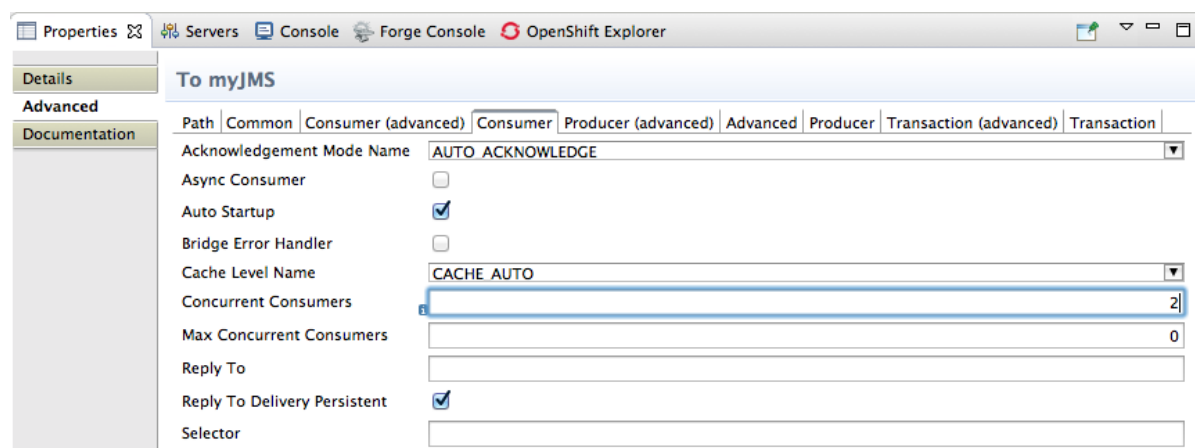 Properties Servers Console Forge Console OpenShift Explorer
Details
Advanced
Documentation
To myJMS
Path Common Consumer (advanced) Consumer Producer (advanced) Advanced Producer Transaction (advanced) Transaction
Acknowledgement Mode Name AUTO_ACKNOWLEDGE
Async Consumer
Auto Startup
Bridge Error Handler
Cache Level Name CACHE_AUTO
Concurrent Consumers 2
Max Concurrent Consumers 0
Reply To
Reply To Delivery Persistent
Selector